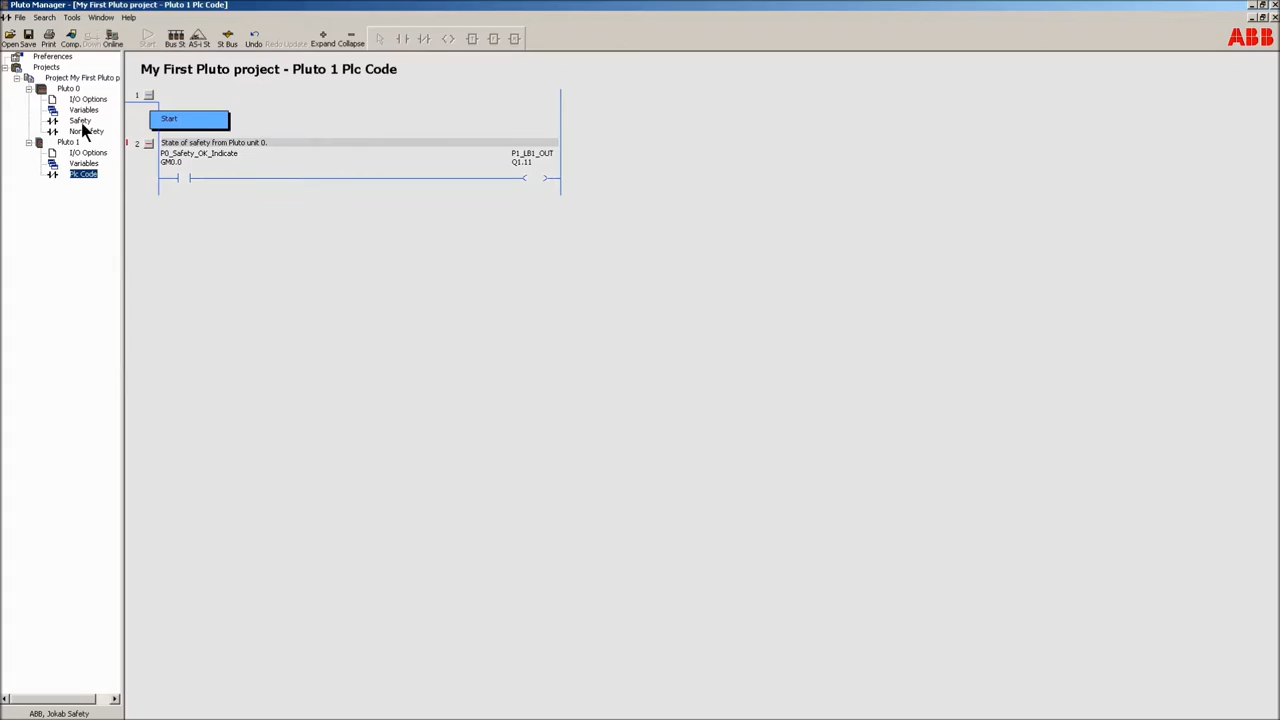 Pluto Manager - [My First Pluto project - Pluto 1 Plc Code]
File Search Tools Window Help
Open Save Print Comp. Down Online Start Bus St AS-i St St Bus Undo Redo Update Expand Collapse
ABB
Preferences
Projects
Project My First Pluto p
Pluto 0
I/O Options
Variables
Safety
Pluto 1
I/O Options
Variables
Plc Code
My First Pluto project - Pluto 1 Plc Code
1
Start
2 State of safety from Pluto unit 0.
P0_Safety_OK_Indicate P1_LB1_OUT
GM0.0 Q1.11
ABB, Jokab Safety